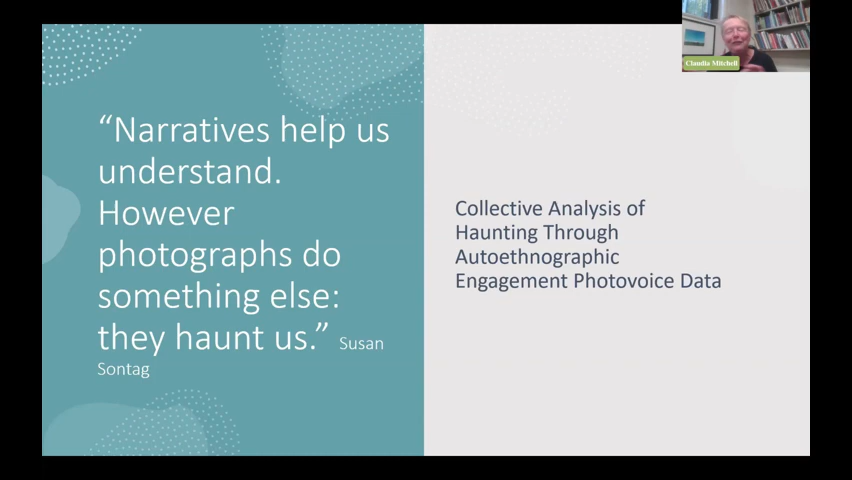 “Narratives help us
understand.
However
photographs do
something else:
they haunt us.” Susan
Sontag
Collective Analysis of
Haunting Through
Autoethnographic
Engagement Photovoice Data
Claudia Mitchell